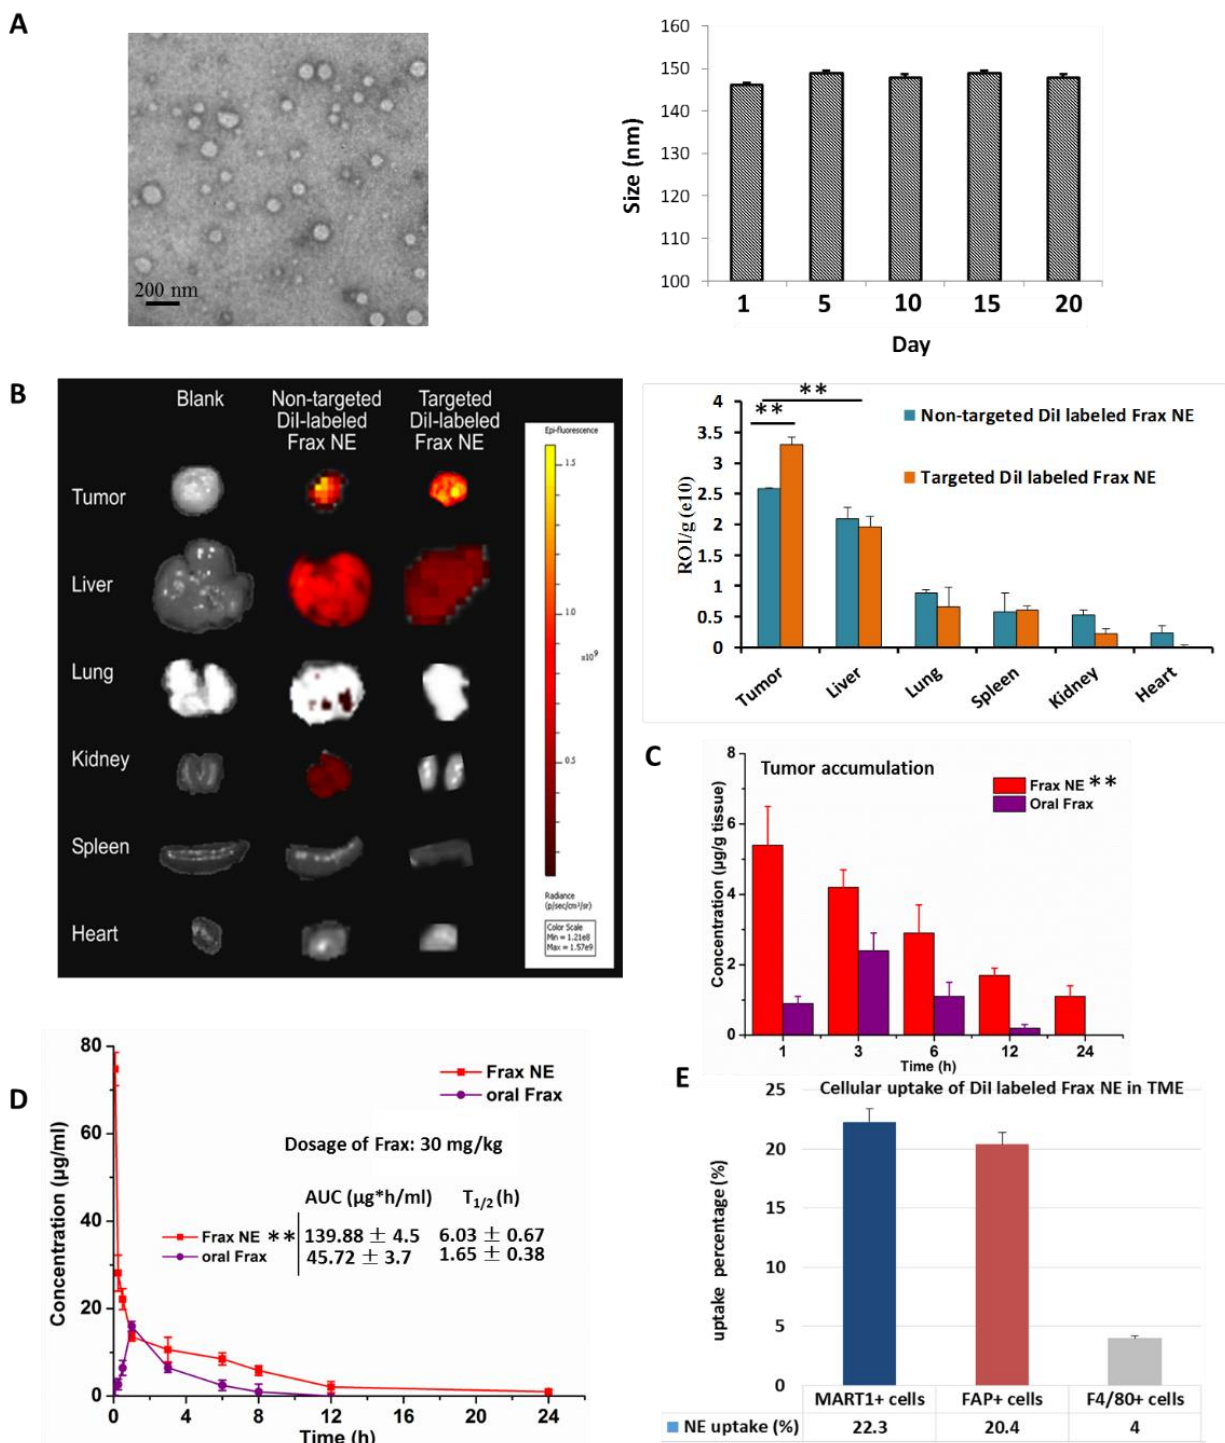 A
200 nm
160
150
140
130
120
110
100
Size (nm)
1 5 10 15 20
Day
B
Blank
Non-targeted
DiI-labeled
Frax NE
Targeted
DiI-labeled
Frax NE
Tumor
Liver
Lung
Kidney
Spleen
Heart
Epi-fluorescence
1.5
1.0
×10⁹
0.5
Radiance
(p/sec/cm²/sr)
Color Scale
Min = 1.21e8
Max = 1.57e9
**
**
Non-targeted DiI labeled Frax NE
Targeted DiI labeled Frax NE
4
3.5
3
2.5
2
1.5
1
0.5
0
ROI/g (e10)
Tumor Liver Lung Spleen Kidney Heart
C
Tumor accumulation
Frax NE **
Oral Frax
8
6
4
2
0
Concentration (µg/g tissue)
1 3 6 12 24
Time (h)
D
80
60
40
20
0
Concentration (µg/ml)
Frax NE
oral Frax
Dosage of Frax: 30 mg/kg
AUC (µg*h/ml) T1/2 (h)
Frax NE ** 139.88 ± 4.5 6.03 ± 0.67
oral Frax 45.72 ± 3.7 1.65 ± 0.38
0 4 8 12 16 20 24
Time (h)
E
Cellular uptake of DiI labeled Frax NE in TME
25
20
15
10
5
0
uptake percentage (%)
MART1+ cells FAP+ cells F4/80+ cells
NE uptake (%) 22.3 20.4 4